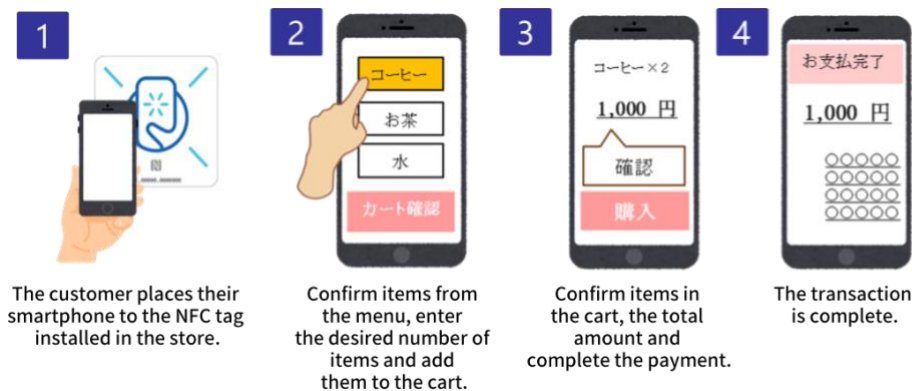 1
2
3
4
コーヒー
お茶
水
カート確認
コーヒー×2
1,000 円
確認
購入
お支払完了
1,000 円
○○○○○
○○○○○
○○○○○
○○○○○
The customer places their
smartphone to the NFC tag
installed in the store.
Confirm items from
the menu, enter
the desired number of
items and add
them to the cart.
Confirm items in
the cart, the total
amount and
complete the payment.
The transaction
is complete.